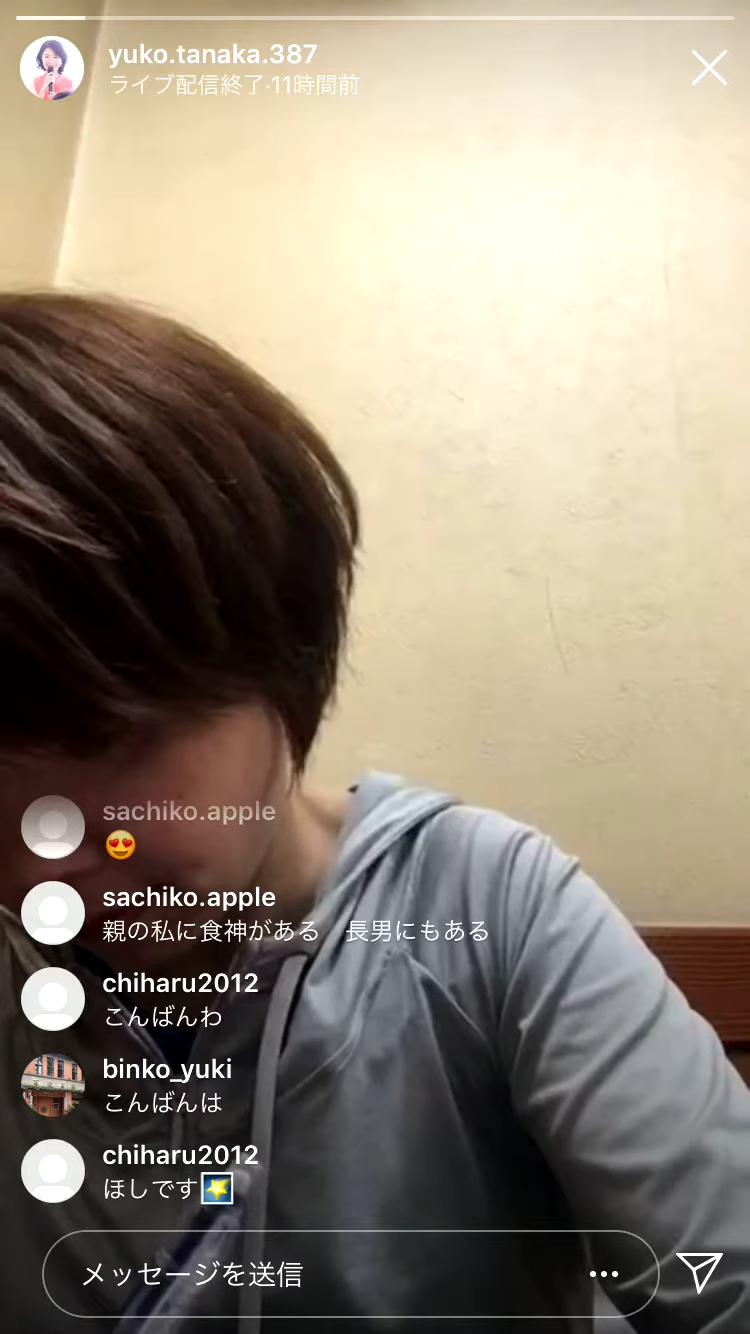 yuko.tanaka.387
ライブ配信終了·11時間前
sachiko.apple
😍
sachiko.apple
親の私に食神がある　長男にもある
chiharu2012
こんばんわ
binko_yuki
こんばんは
chiharu2012
ほしです🌠
メッセージを送信